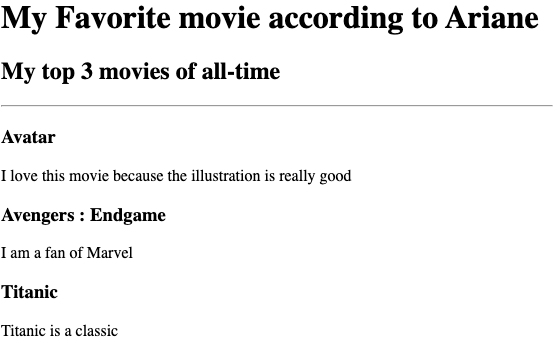 My Favorite movie according to Ariane
My top 3 movies of all-time
Avatar
I love this movie because the illustration is really good
Avengers : Endgame
I am a fan of Marvel
Titanic
Titanic is a classic